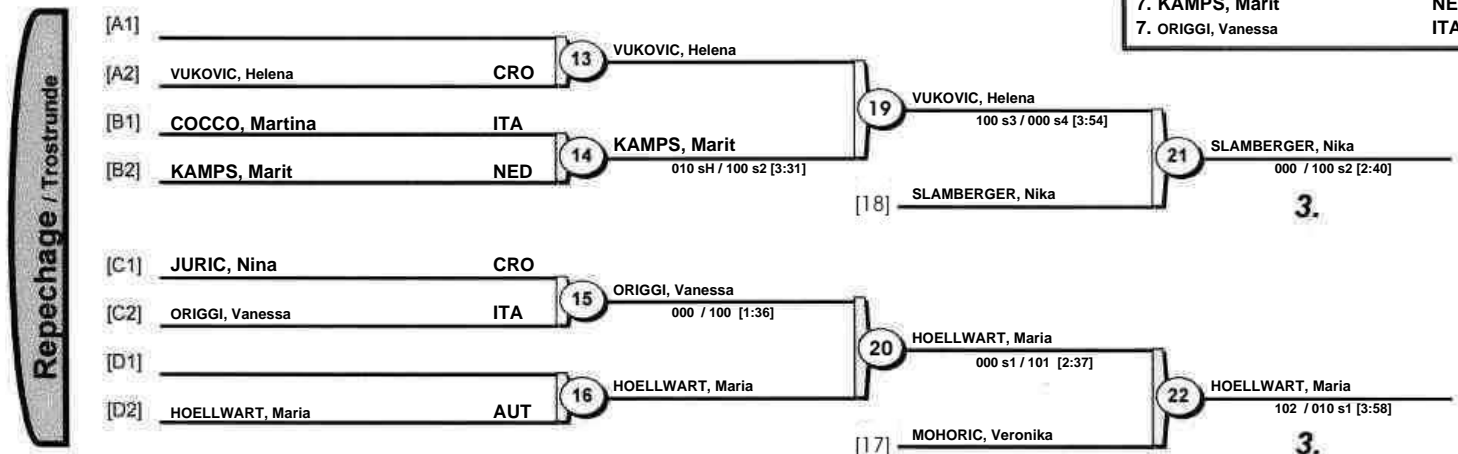 7. KAMPS, Marit NE
7. ORIGGI, Vanessa ITA
Repechage / Trostrunde
[A1]
[A2] VUKOVIC, Helena CRO
13 VUKOVIC, Helena
[B1] COCCO, Martina ITA
[B2] KAMPS, Marit NED
14 KAMPS, Marit
010 sH / 100 s2 [3:31]
19 VUKOVIC, Helena
100 s3 / 000 s4 [3:54]
[18] SLAMBERGER, Nika
21 SLAMBERGER, Nika
000 / 100 s2 [2:40]
3.
[C1] JURIC, Nina CRO
[C2] ORIGGI, Vanessa ITA
15 ORIGGI, Vanessa
000 / 100 [1:36]
[D1]
[D2] HOELLWART, Maria AUT
16 HOELLWART, Maria
20 HOELLWART, Maria
000 s1 / 101 [2:37]
[17] MOHORIC, Veronika
22 HOELLWART, Maria
102 / 010 s1 [3:58]
3.